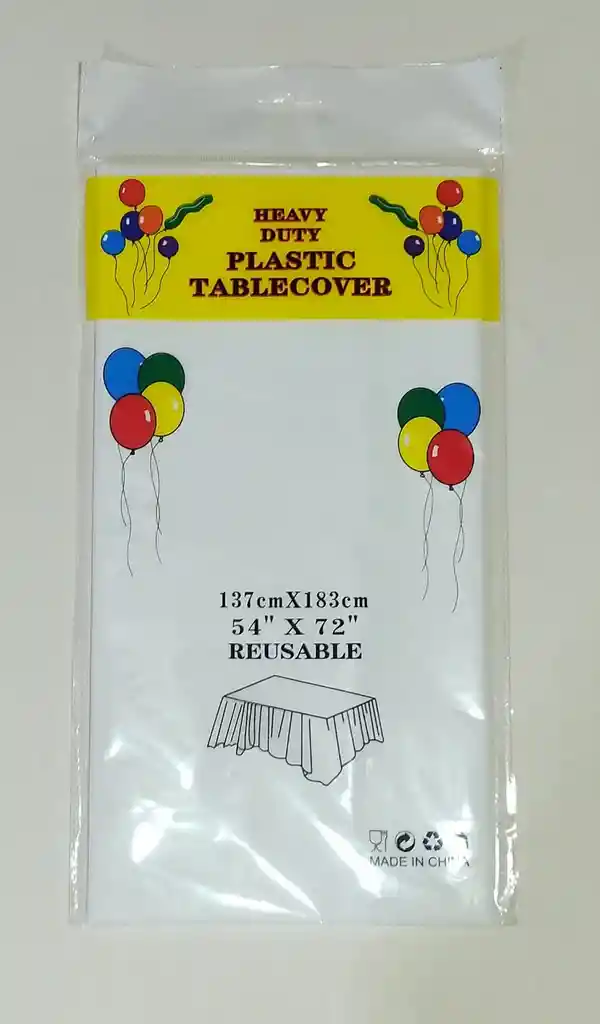 HEAVY
DUTY
PLASTIC
TABLECOVER
137cmX183cm
54" X 72"
REUSABLE
MADE IN CHINA